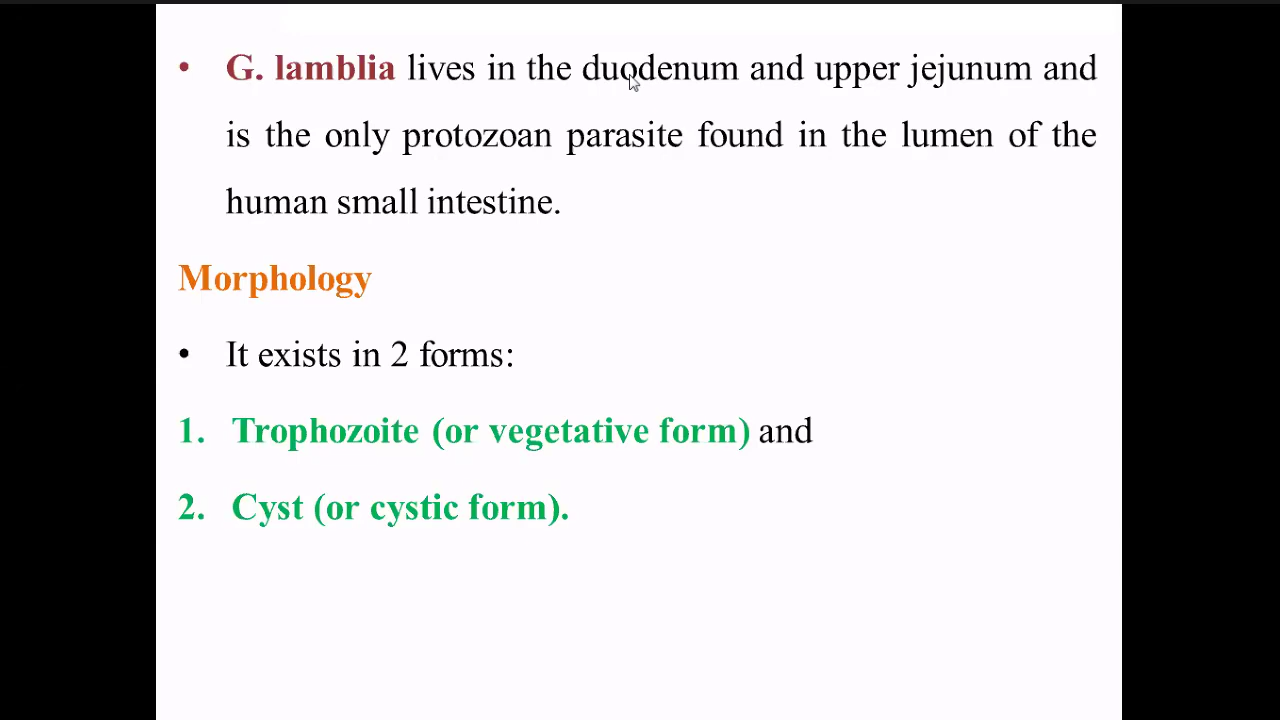 • G. lamblia lives in the duodenum and upper jejunum and
is the only protozoan parasite found in the lumen of the
human small intestine.
Morphology
• It exists in 2 forms:
1. Trophozoite (or vegetative form) and
2. Cyst (or cystic form).